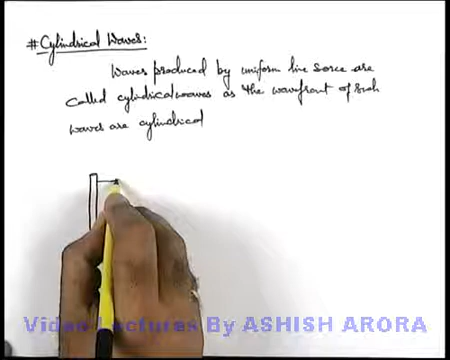 # Cylindrical Waves:
Waves produced by uniform line sorce are
called cylindrical waves as the wavefront of such
waves are cylindrical
Video Lectures By ASHISH ARORA